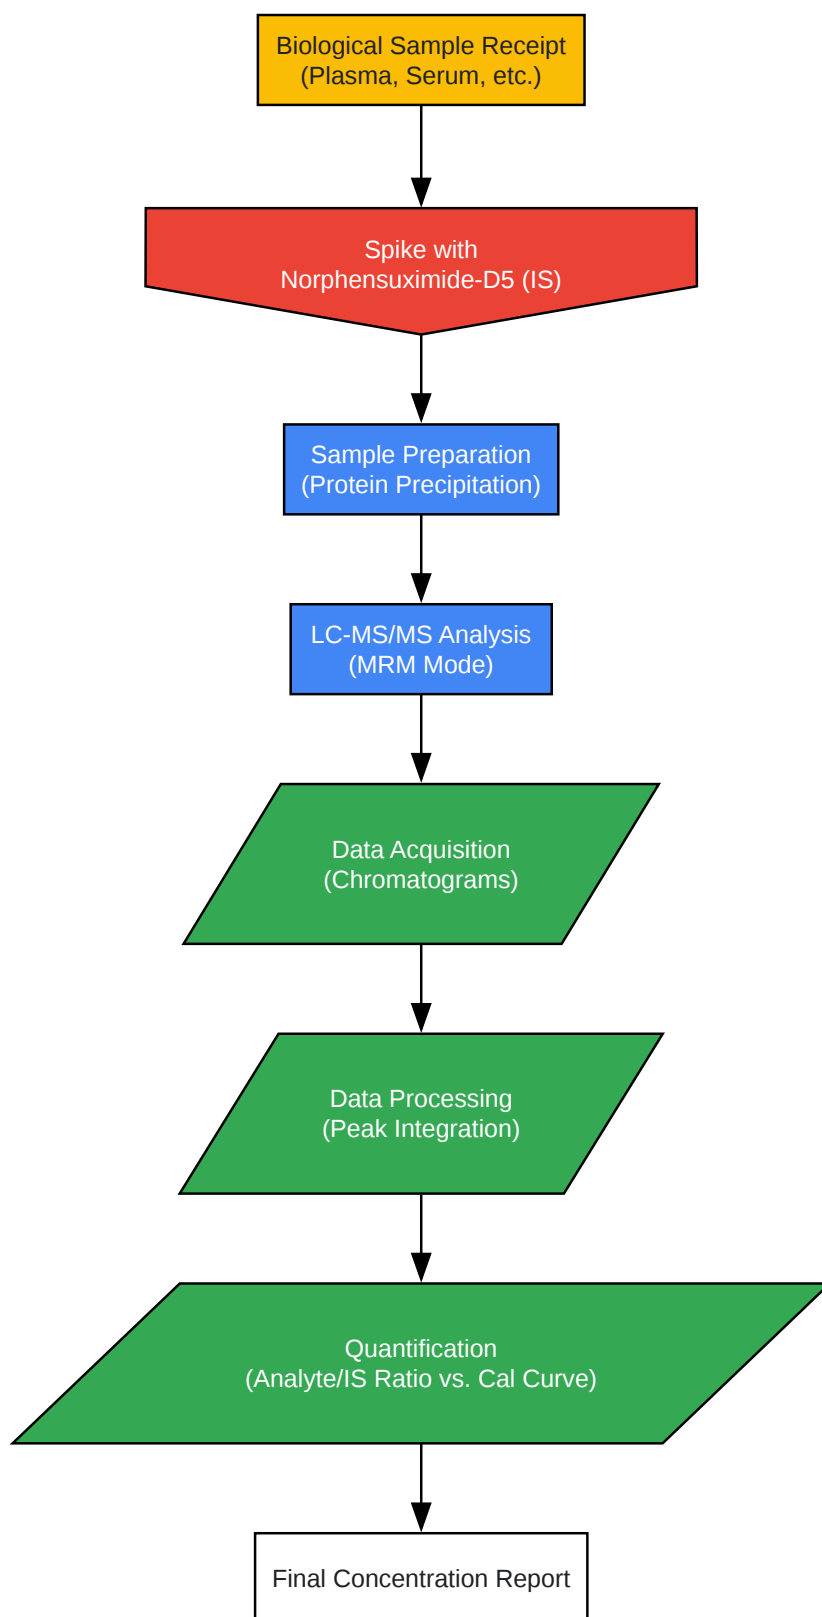 Biological Sample Receipt
(Plasma, Serum, etc.)
Spike with
Norphensuximide-D5 (IS)
Sample Preparation
(Protein Precipitation)
LC-MS/MS Analysis
(MRM Mode)
Data Acquisition
(Chromatograms)
Data Processing
(Peak Integration)
Quantification
(Analyte/IS Ratio vs. Cal Curve)
Final Concentration Report